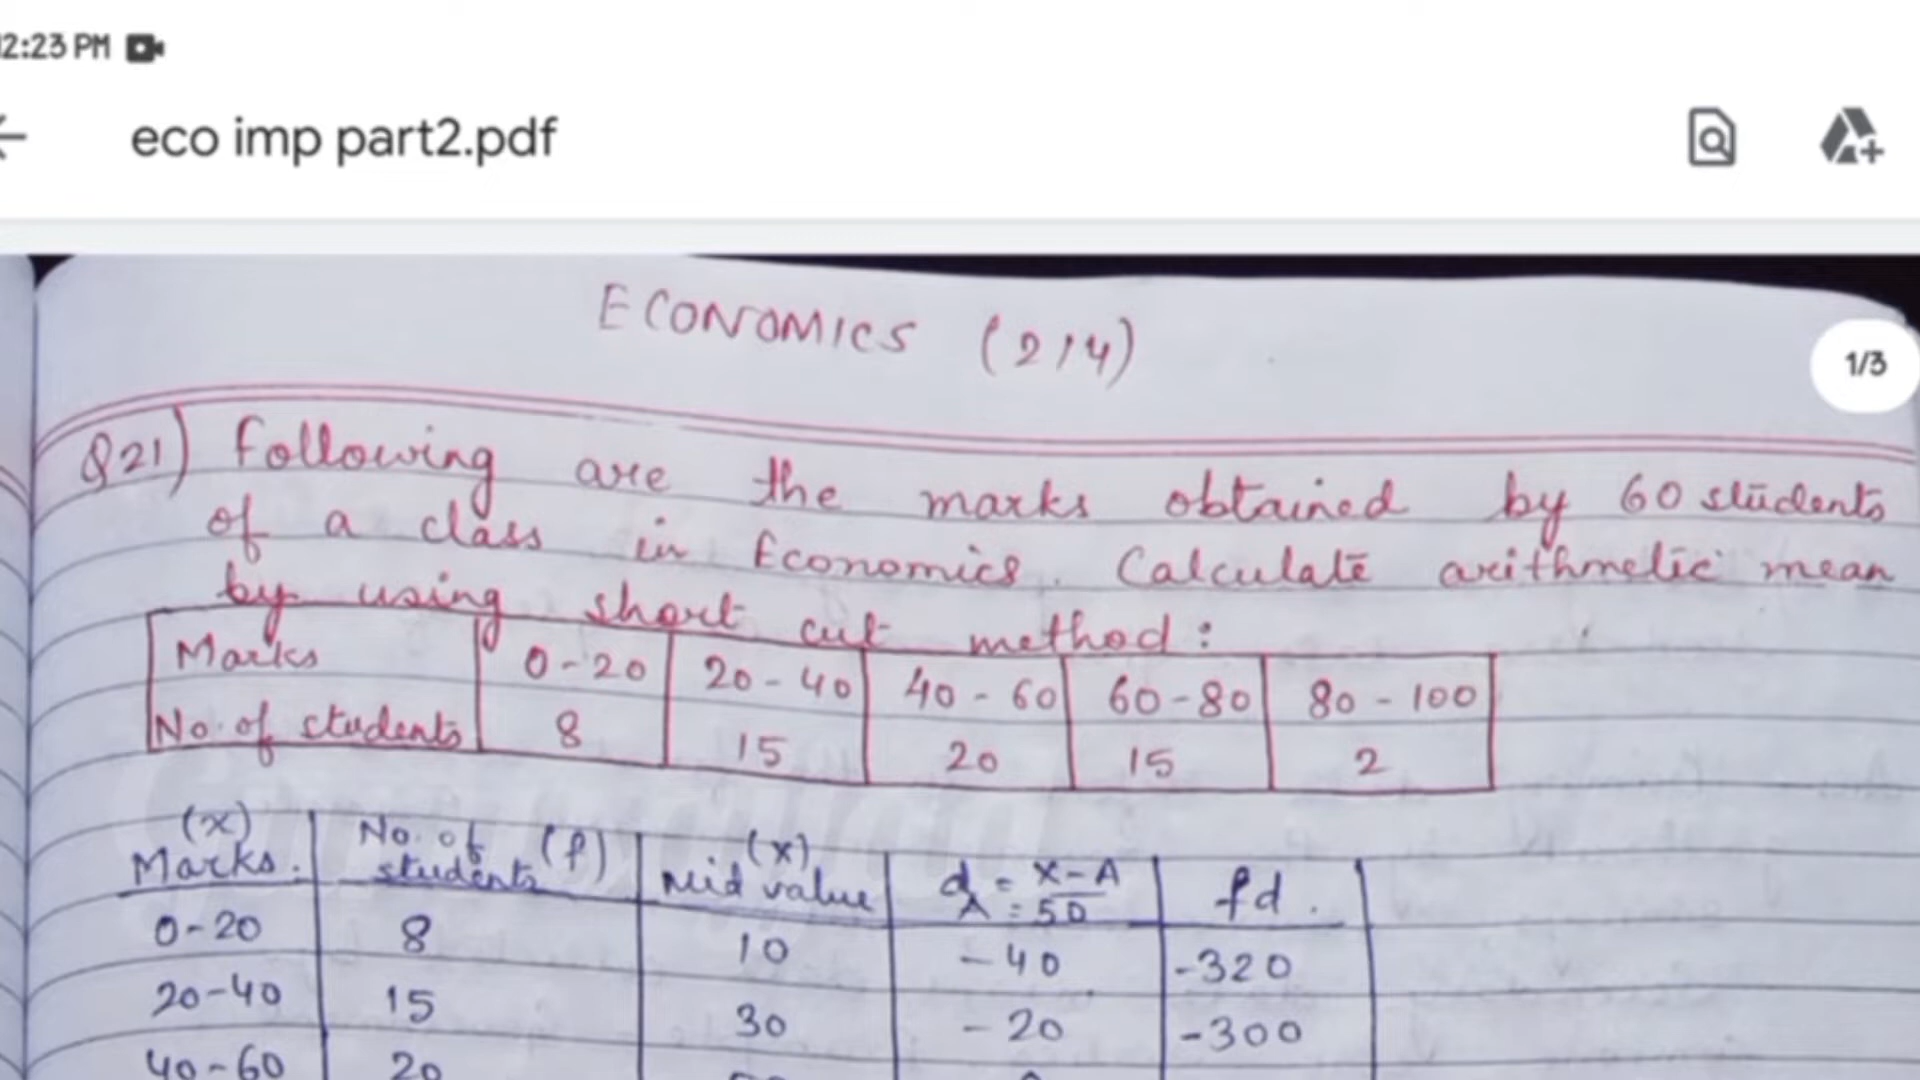 2:23 PM
eco imp part2.pdf
ECONOMICS (214)
1/3
Q21) Following are the marks obtained by 60 students
of a class in Economics. Calculate arithmetic mean
by using short cut method:
Marks 0-20 20-40 40-60 60-80 80-100
No. of students 8 15 20 15 2
(x) Marks. No. of students (f) (x) Mid value d = x-A A = 50 fd.
0-20 8 10 -40 -320
20-40 15 30 -20 -300
40-60 20